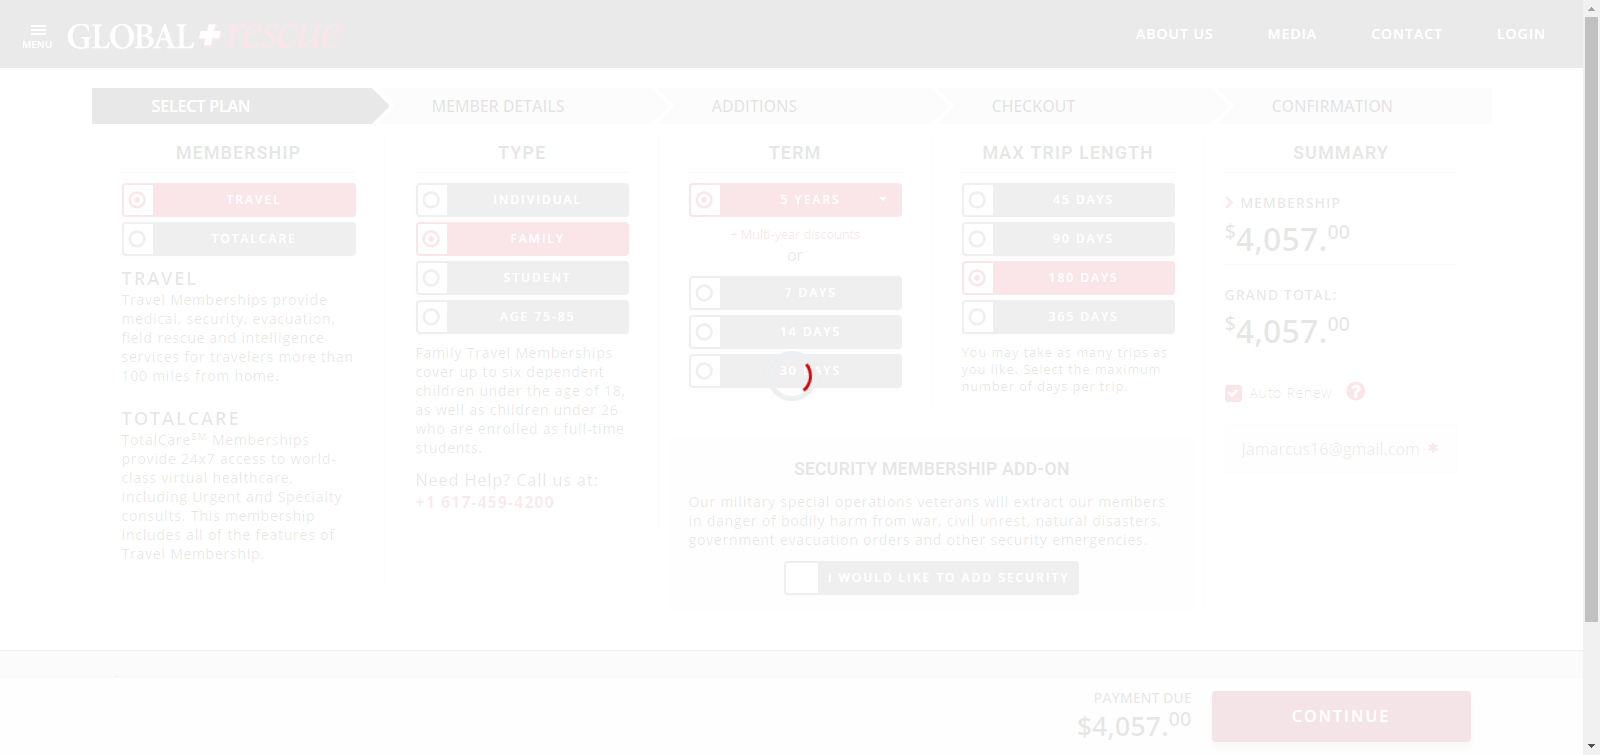 MENU
GLOBAL rescue
ABOUT US
MEDIA
CONTACT
LOGIN
SELECT PLAN
MEMBER DETAILS
ADDITIONS
CHECKOUT
CONFIRMATION
MEMBERSHIP
TRAVEL
TOTALCARE
TRAVEL
Travel Memberships provide
medical, security, evacuation,
field rescue and intelligence
services for travelers more than
100 miles from home.
TOTALCARE
TotalCareSM Memberships
provide 24x7 access to world-
class virtual healthcare,
including Urgent and Specialty
consults. This membership
includes all of the features of
Travel Membership.
TYPE
INDIVIDUAL
FAMILY
STUDENT
AGE 75-85
Family Travel Memberships
cover up to six dependent
children under the age of 18,
as well as children under 26
who are enrolled as full-time
students.
Need Help? Call us at:
+1 617-459-4200
TERM
5 YEARS
- Multi-year discounts
or
7 DAYS
14 DAYS
30 DAYS
MAX TRIP LENGTH
45 DAYS
90 DAYS
180 DAYS
365 DAYS
You may take as many trips as
you like. Select the maximum
number of days per trip.
SECURITY MEMBERSHIP ADD-ON
Our military special operations veterans will extract our members
in danger of bodily harm from war, civil unrest, natural disasters,
government evacuation orders and other security emergencies.
I WOULD LIKE TO ADD SECURITY
SUMMARY
MEMBERSHIP
$4,057.00
GRAND TOTAL:
$4,057.00
Auto Renew ?
Jamarcus16@gmail.com *
PAYMENT DUE
$4,057.00
CONTINUE